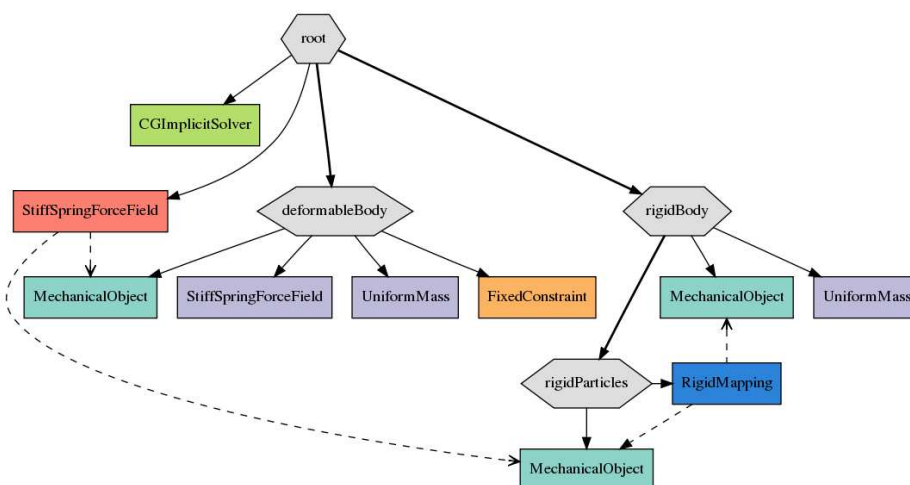 root
CGImplicitSolver
StiffSpringForceField
deformableBody
rigidBody
MechanicalObject
StiffSpringForceField
UniformMass
FixedConstraint
MechanicalObject
UniformMass
rigidParticles
RigidMapping
MechanicalObject